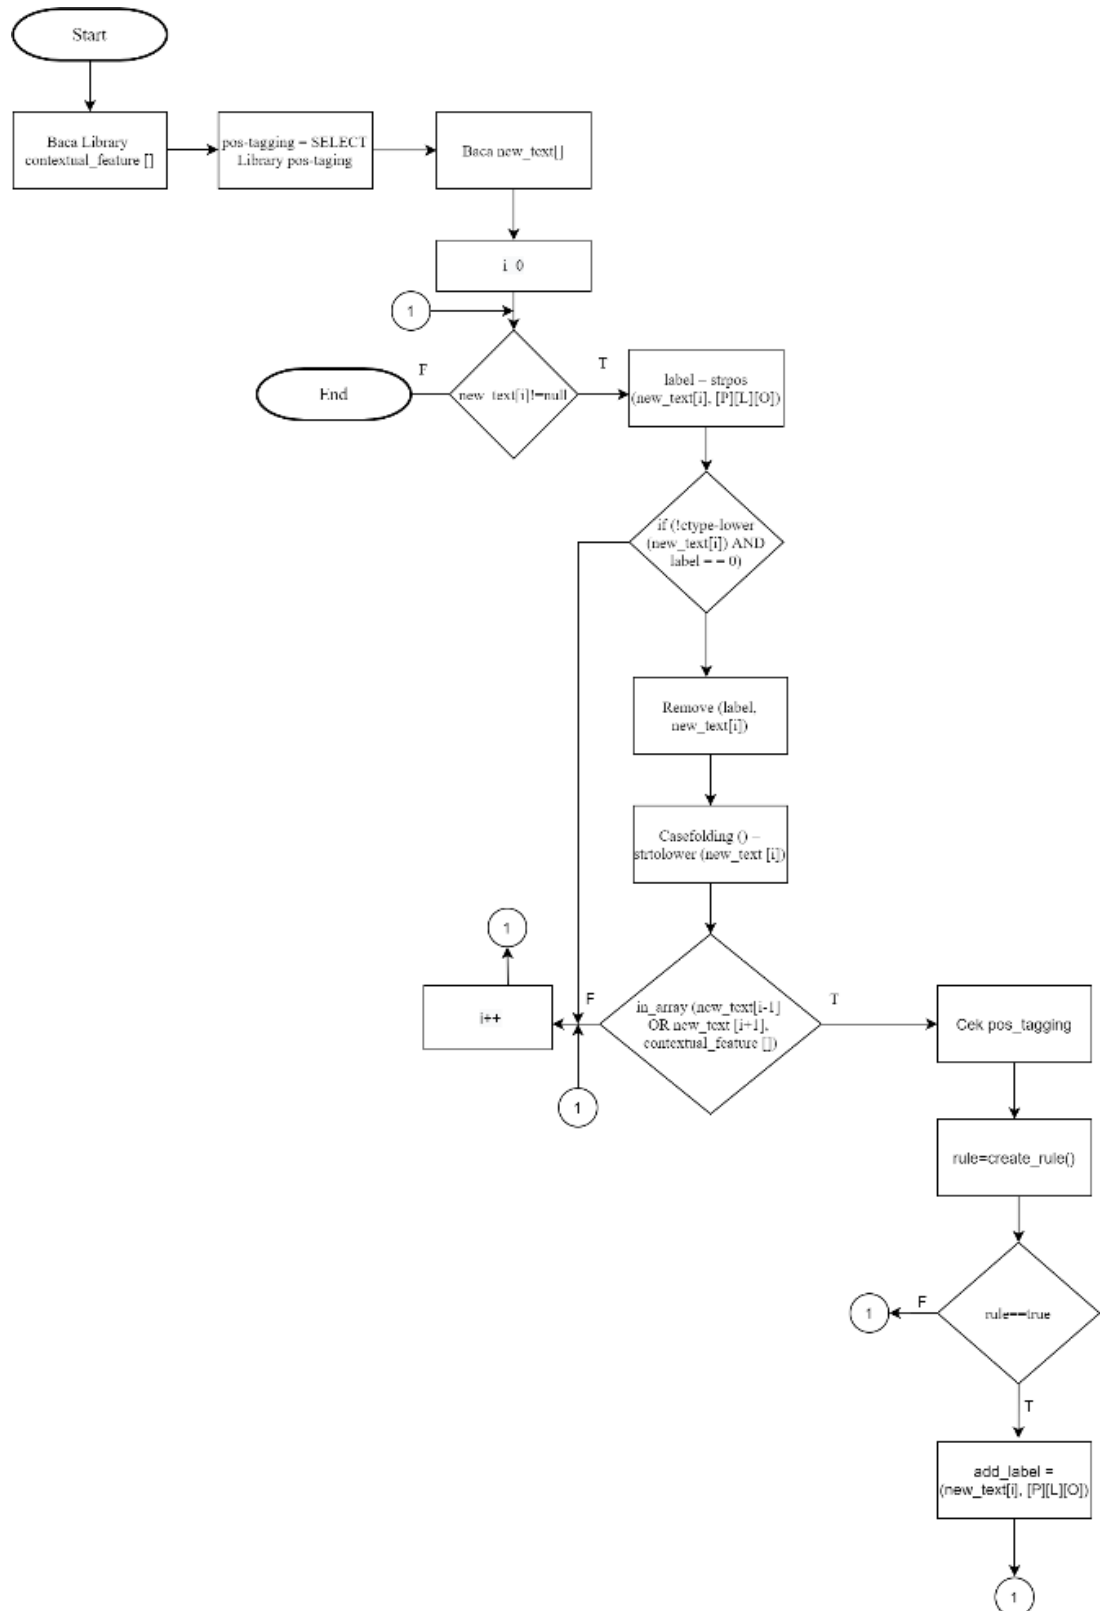 Start
Baca Library
contextual_feature []
pos-tagging = SELECT
Library pos-taging
Baca new_text[]
i=0
1
End
F
new_text[i]!=null
T
label = strpos
(new_text[i], [P][L][O])
if (!ctype-lower
(new_text[i]) AND
label = = 0)
Remove (label,
new_text[i])
Casefolding () =
strtolower (new_text [i])
1
i++
F
in_array (new_text[i-1]
OR new_text [i+1],
contextual_feature [])
T
Cek pos_tagging
1
rule=create_rule()
1
F
rule==true
T
add_label =
(new_text[i], [P][L][O])
1